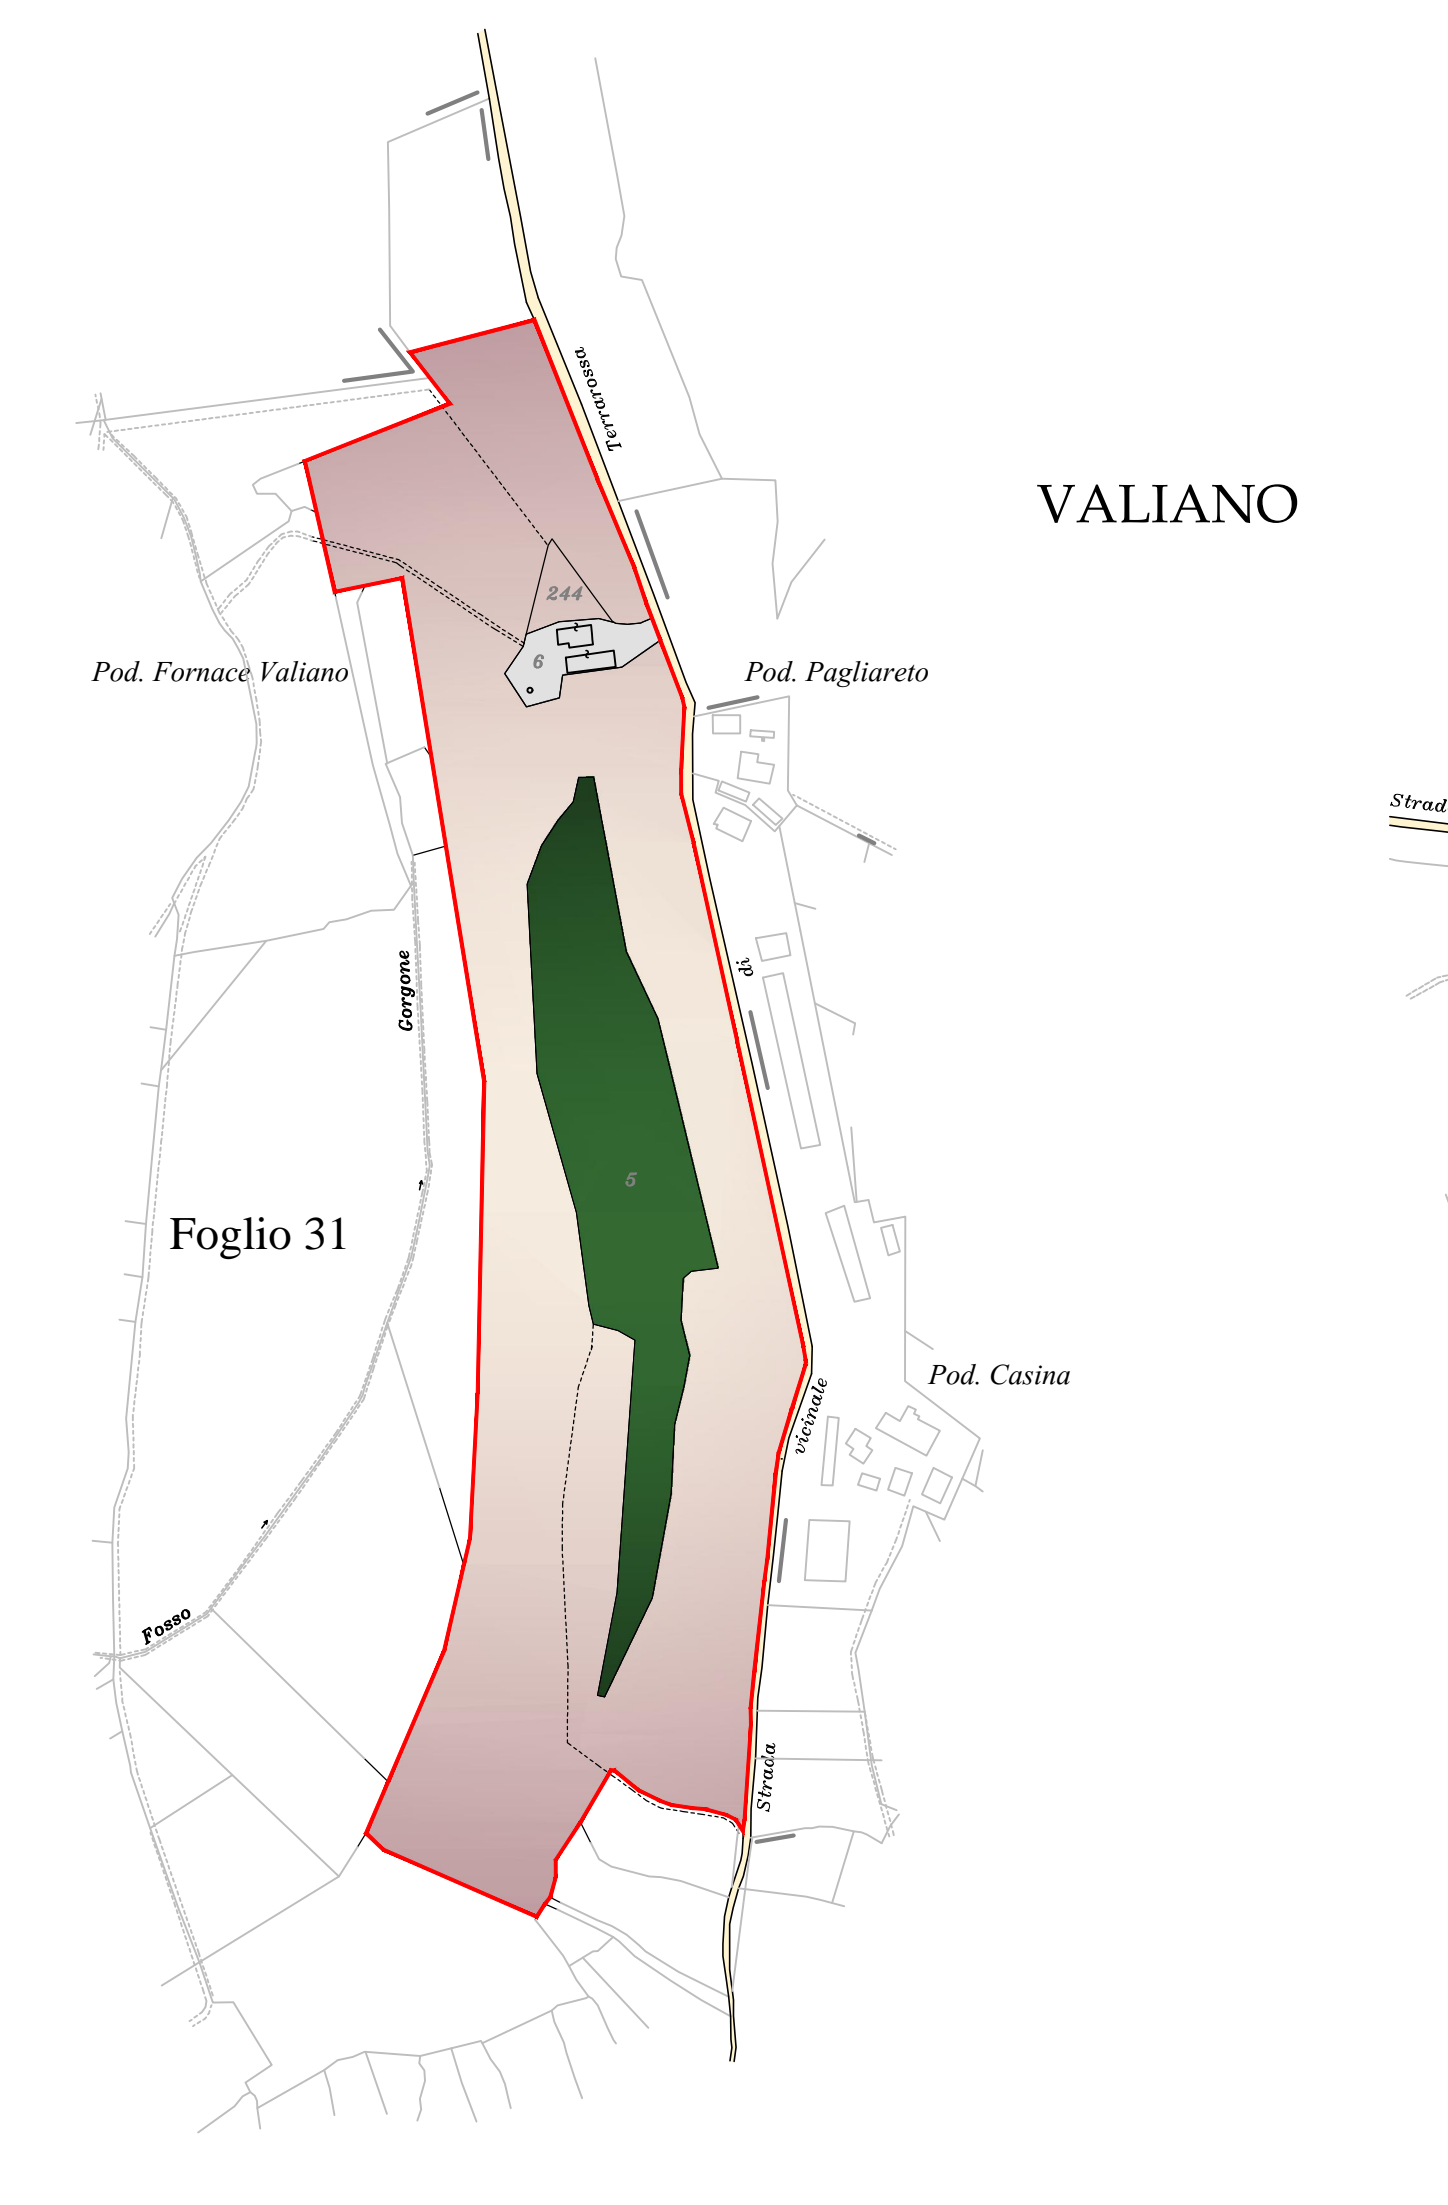 Terrarossa
VALIANO
244
6
Pod. Fornace Valiano
Pod. Pagliareto
Strad
di
Gorgone
5
Foglio 31
Pod. Casina
vicinale
Fosso
Strada